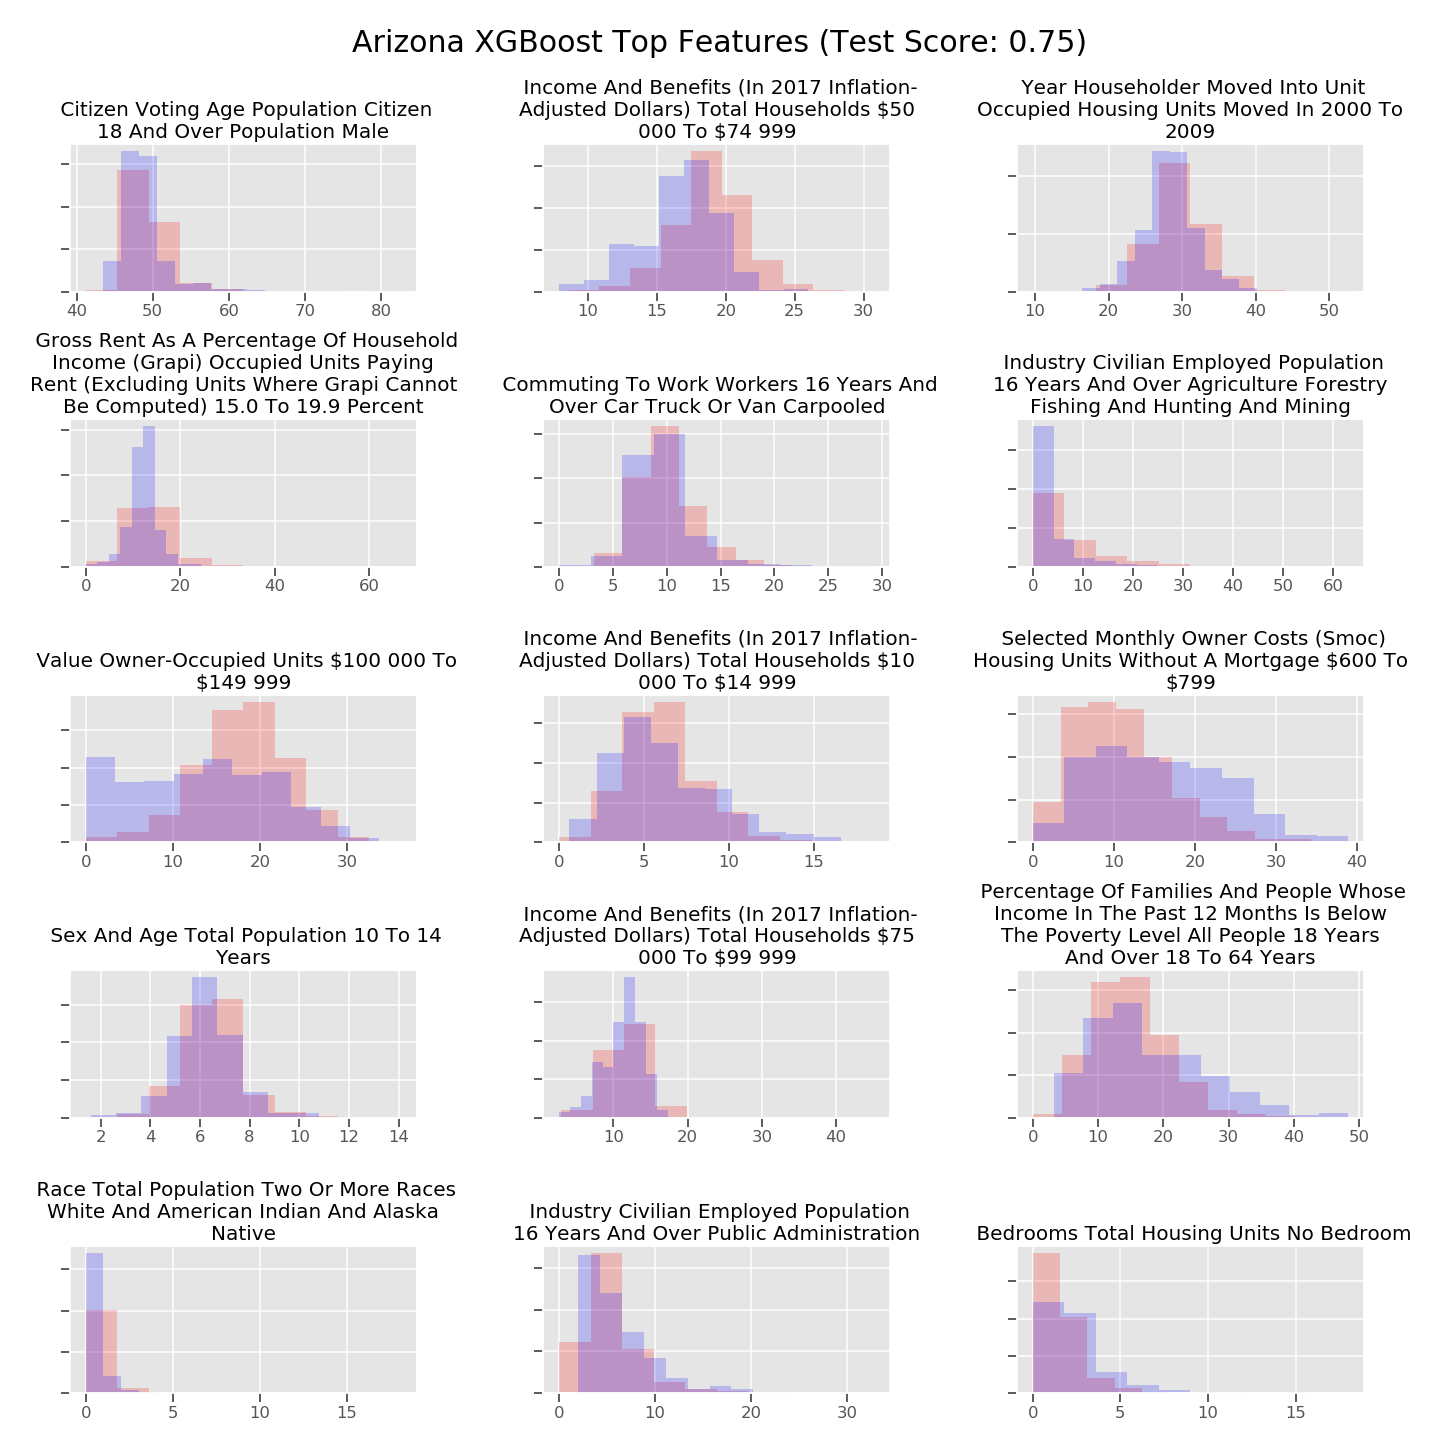 Arizona XGBoost Top Features (Test Score: 0.75)
Citizen Voting Age Population Citizen
18 And Over Population Male
40 50 60 70 80
Income And Benefits (In 2017 Inflation-
Adjusted Dollars) Total Households $50
000 To $74 999
10 15 20 25 30
Year Householder Moved Into Unit
Occupied Housing Units Moved In 2000 To
2009
10 20 30 40 50
Gross Rent As A Percentage Of Household
Income (Grapi) Occupied Units Paying
Rent (Excluding Units Where Grapi Cannot
Be Computed) 15.0 To 19.9 Percent
0 20 40 60
Commuting To Work Workers 16 Years And
Over Car Truck Or Van Carpooled
0 5 10 15 20 25 30
Industry Civilian Employed Population
16 Years And Over Agriculture Forestry
Fishing And Hunting And Mining
0 10 20 30 40 50 60
Value Owner-Occupied Units $100 000 To
$149 999
0 10 20 30
Income And Benefits (In 2017 Inflation-
Adjusted Dollars) Total Households $10
000 To $14 999
0 5 10 15
Selected Monthly Owner Costs (Smoc)
Housing Units Without A Mortgage $600 To
$799
0 10 20 30 40
Sex And Age Total Population 10 To 14
Years
2 4 6 8 10 12 14
Income And Benefits (In 2017 Inflation-
Adjusted Dollars) Total Households $75
000 To $99 999
10 20 30 40
Percentage Of Families And People Whose
Income In The Past 12 Months Is Below
The Poverty Level All People 18 Years
And Over 18 To 64 Years
0 10 20 30 40 50
Race Total Population Two Or More Races
White And American Indian And Alaska
Native
0 5 10 15
Industry Civilian Employed Population
16 Years And Over Public Administration
0 10 20 30
Bedrooms Total Housing Units No Bedroom
0 5 10 15